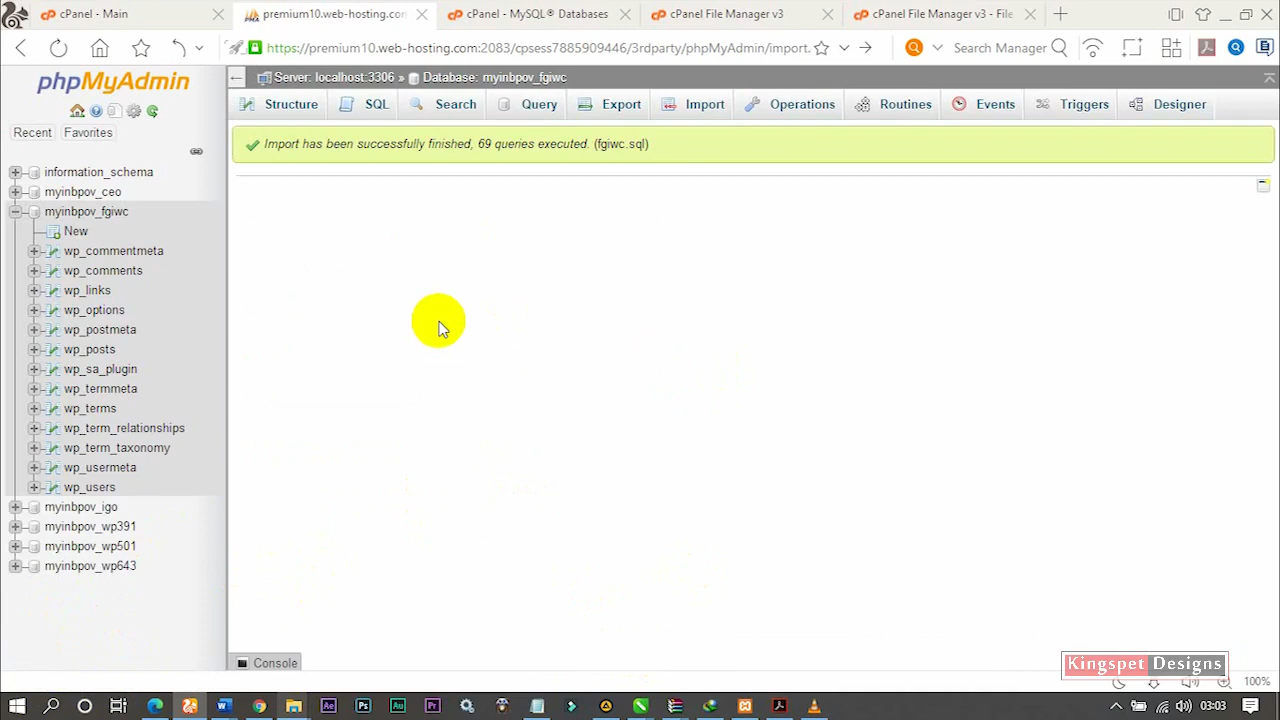 cPanel - Main
premium10.web-hosting.con
cPanel - MySQL® Databases
cPanel File Manager v3
cPanel File Manager v3 - File
https://premium10.web-hosting.com:2083/cpsess7885909446/3rdparty/phpMyAdmin/import.
Search Manager
phpMyAdmin
Recent
Favorites
Server: localhost:3306 » Database: myinbpov_fgiwc
Structure
SQL
Search
Query
Export
Import
Operations
Routines
Events
Triggers
Designer
Import has been successfully finished, 69 queries executed. (fgiwc.sql)
information_schema
myinbpov_ceo
myinbpov_fgiwc
New
wp_commentmeta
wp_comments
wp_links
wp_options
wp_postmeta
wp_posts
wp_sa_plugin
wp_termmeta
wp_terms
wp_term_relationships
wp_term_taxonomy
wp_usermeta
wp_users
myinbpov_igo
myinbpov_wp391
myinbpov_wp501
myinbpov_wp643
Console
Kingspet Designs
100%
03:03